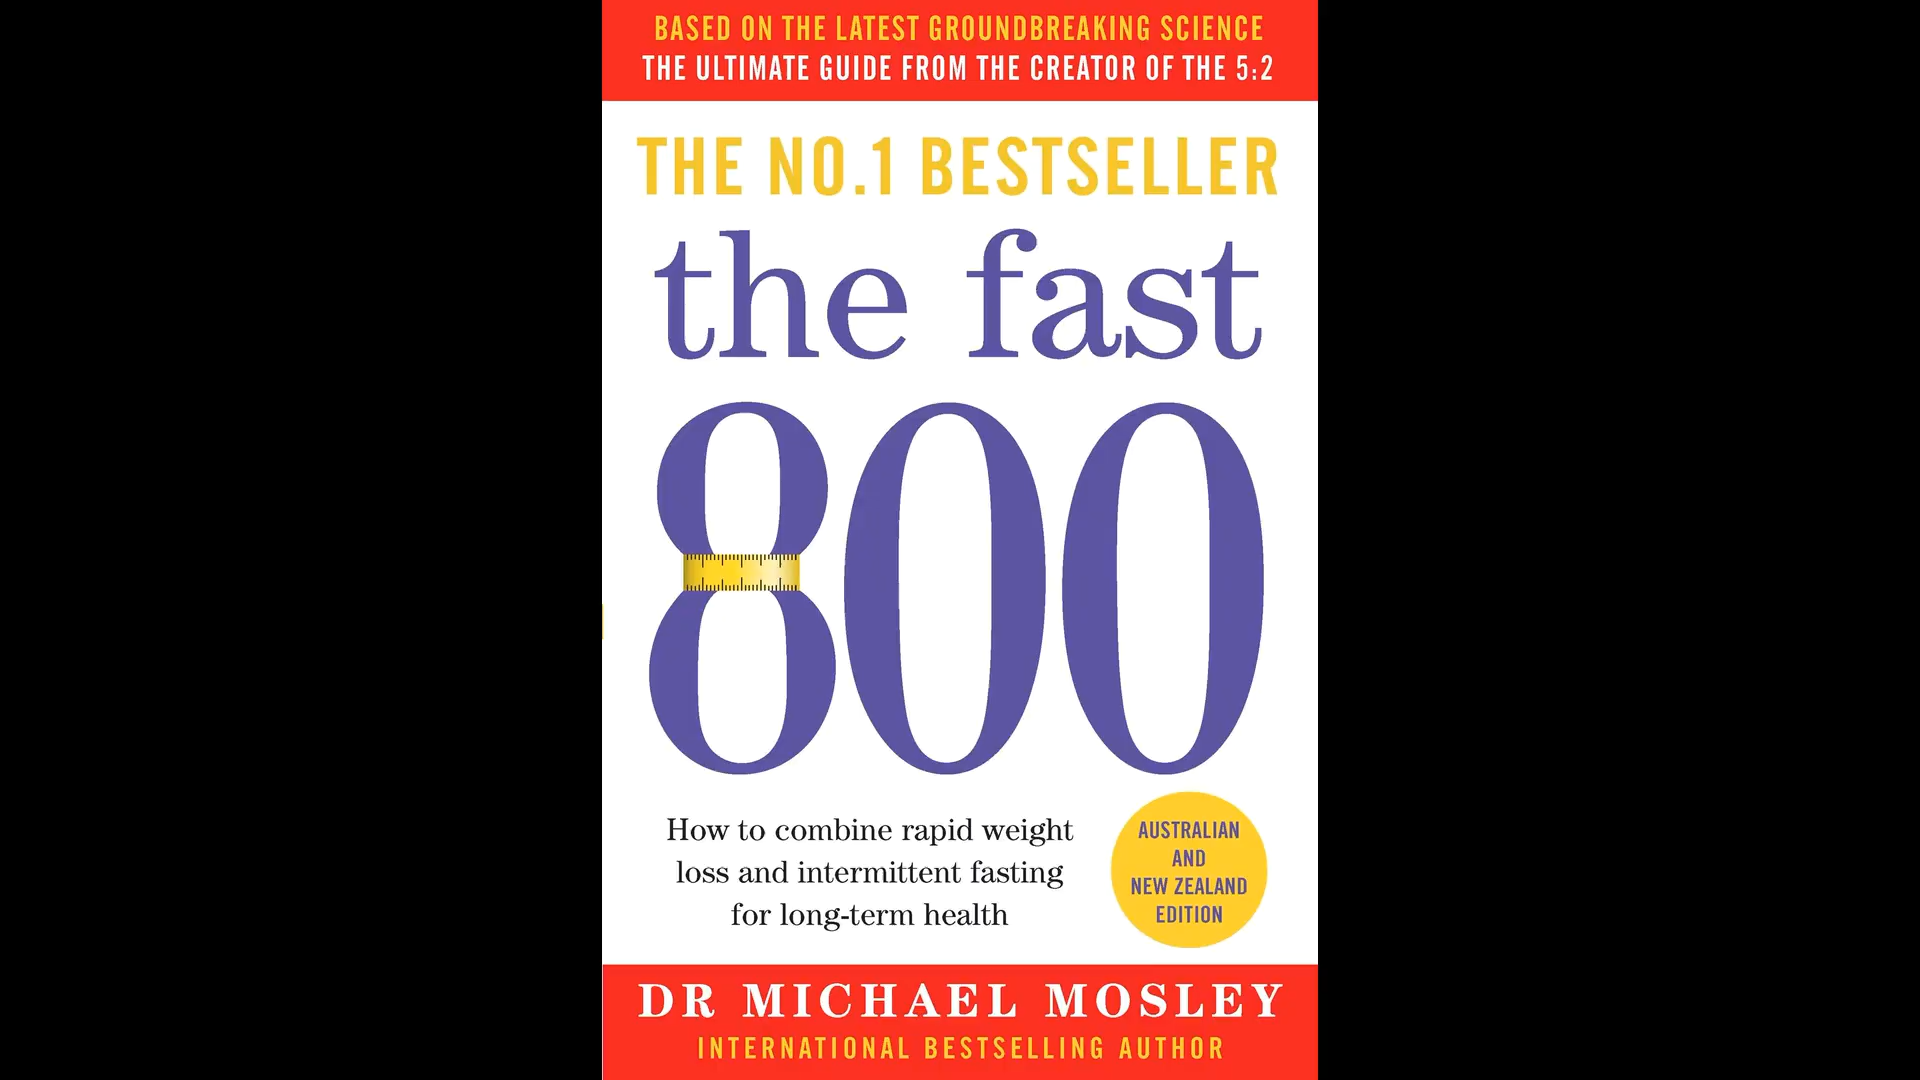 BASED ON THE LATEST GROUNDBREAKING SCIENCE
THE ULTIMATE GUIDE FROM THE CREATOR OF THE 5:2
THE NO.1 BESTSELLER
the fast
800
How to combine rapid weight
loss and intermittent fasting
for long-term health
AUSTRALIAN
AND
NEW ZEALAND
EDITION
DR MICHAEL MOSLEY
INTERNATIONAL BESTSELLING AUTHOR